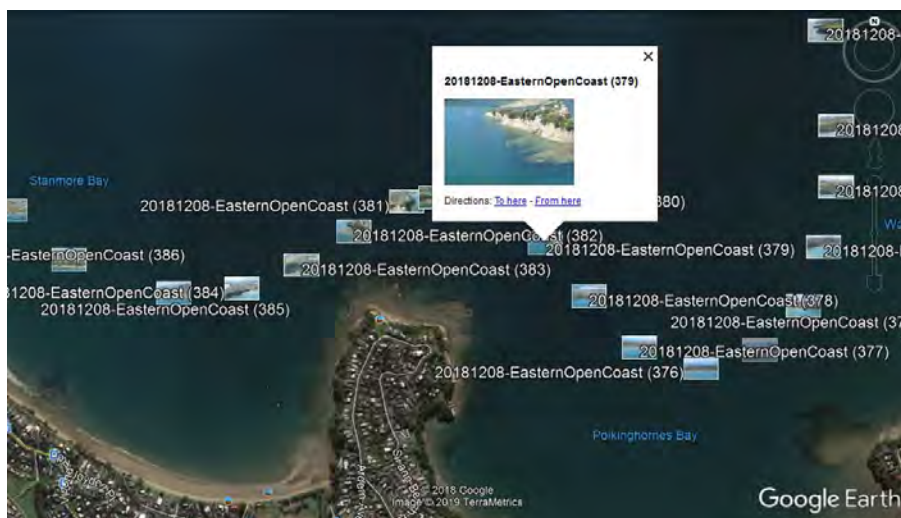 N
20181208-
20181208-EasternOpenCoast (379)
Directions: To here - From here
20181208
Stanmore Bay
2018120
20181208-EasternOpenCoast (381)
380)
20181208-EasternOpenCoast (382)
20181208-EasternOpenCoast (379)
20181208-
-EasternOpenCoast (386)
20181208-EasternOpenCoast (383)
31208-EasternOpenCoast (384)
20181208-EasternOpenCoast (385)
20181208-EasternOpenCoast (378)
20181208-EasternOpenCoast (37
20181208-EasternOpenCoast (377)
20181208-EasternOpenCoast (376)
Polkinghornes Bay
2018 Google
Image © 2019 TerraMetrics
Google Earth